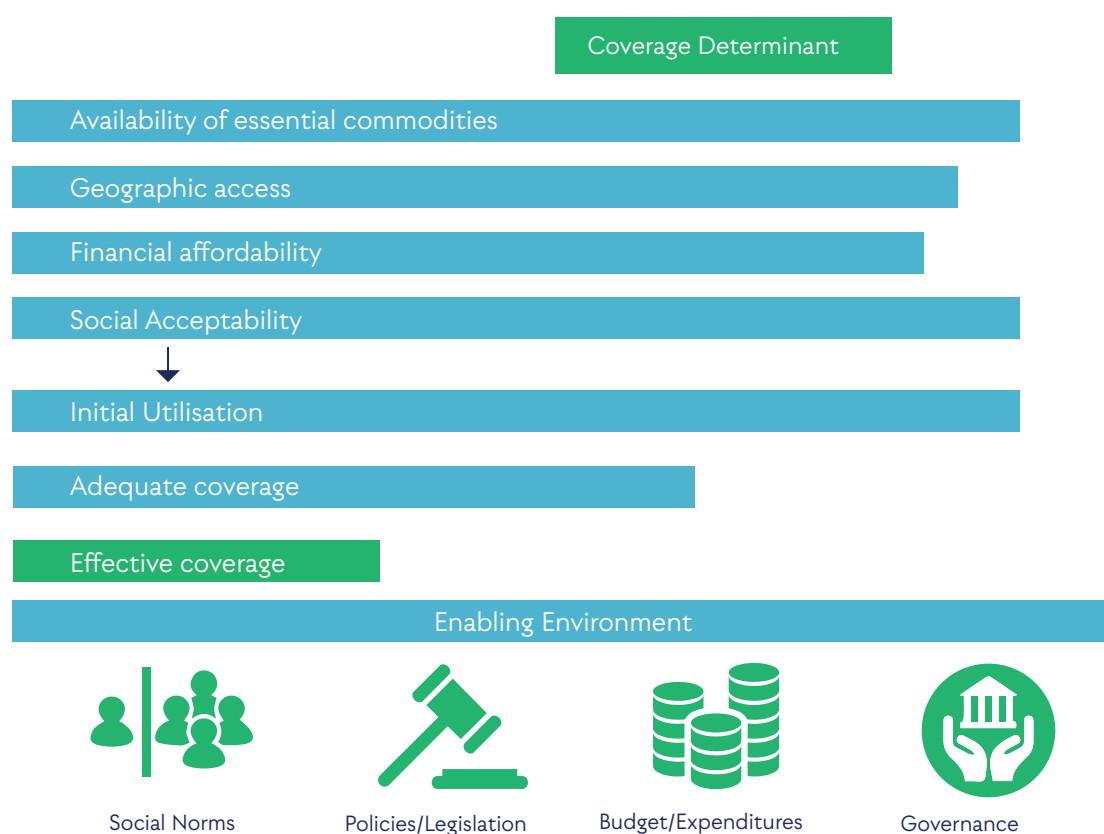 Coverage Determinant
Availability of essential commodities
Geographic access
Financial affordability
Social Acceptability
Initial Utilisation
Adequate coverage
Effective coverage
Enabling Environment
Social Norms
Policies/Legislation
Budget/Expenditures
Governance